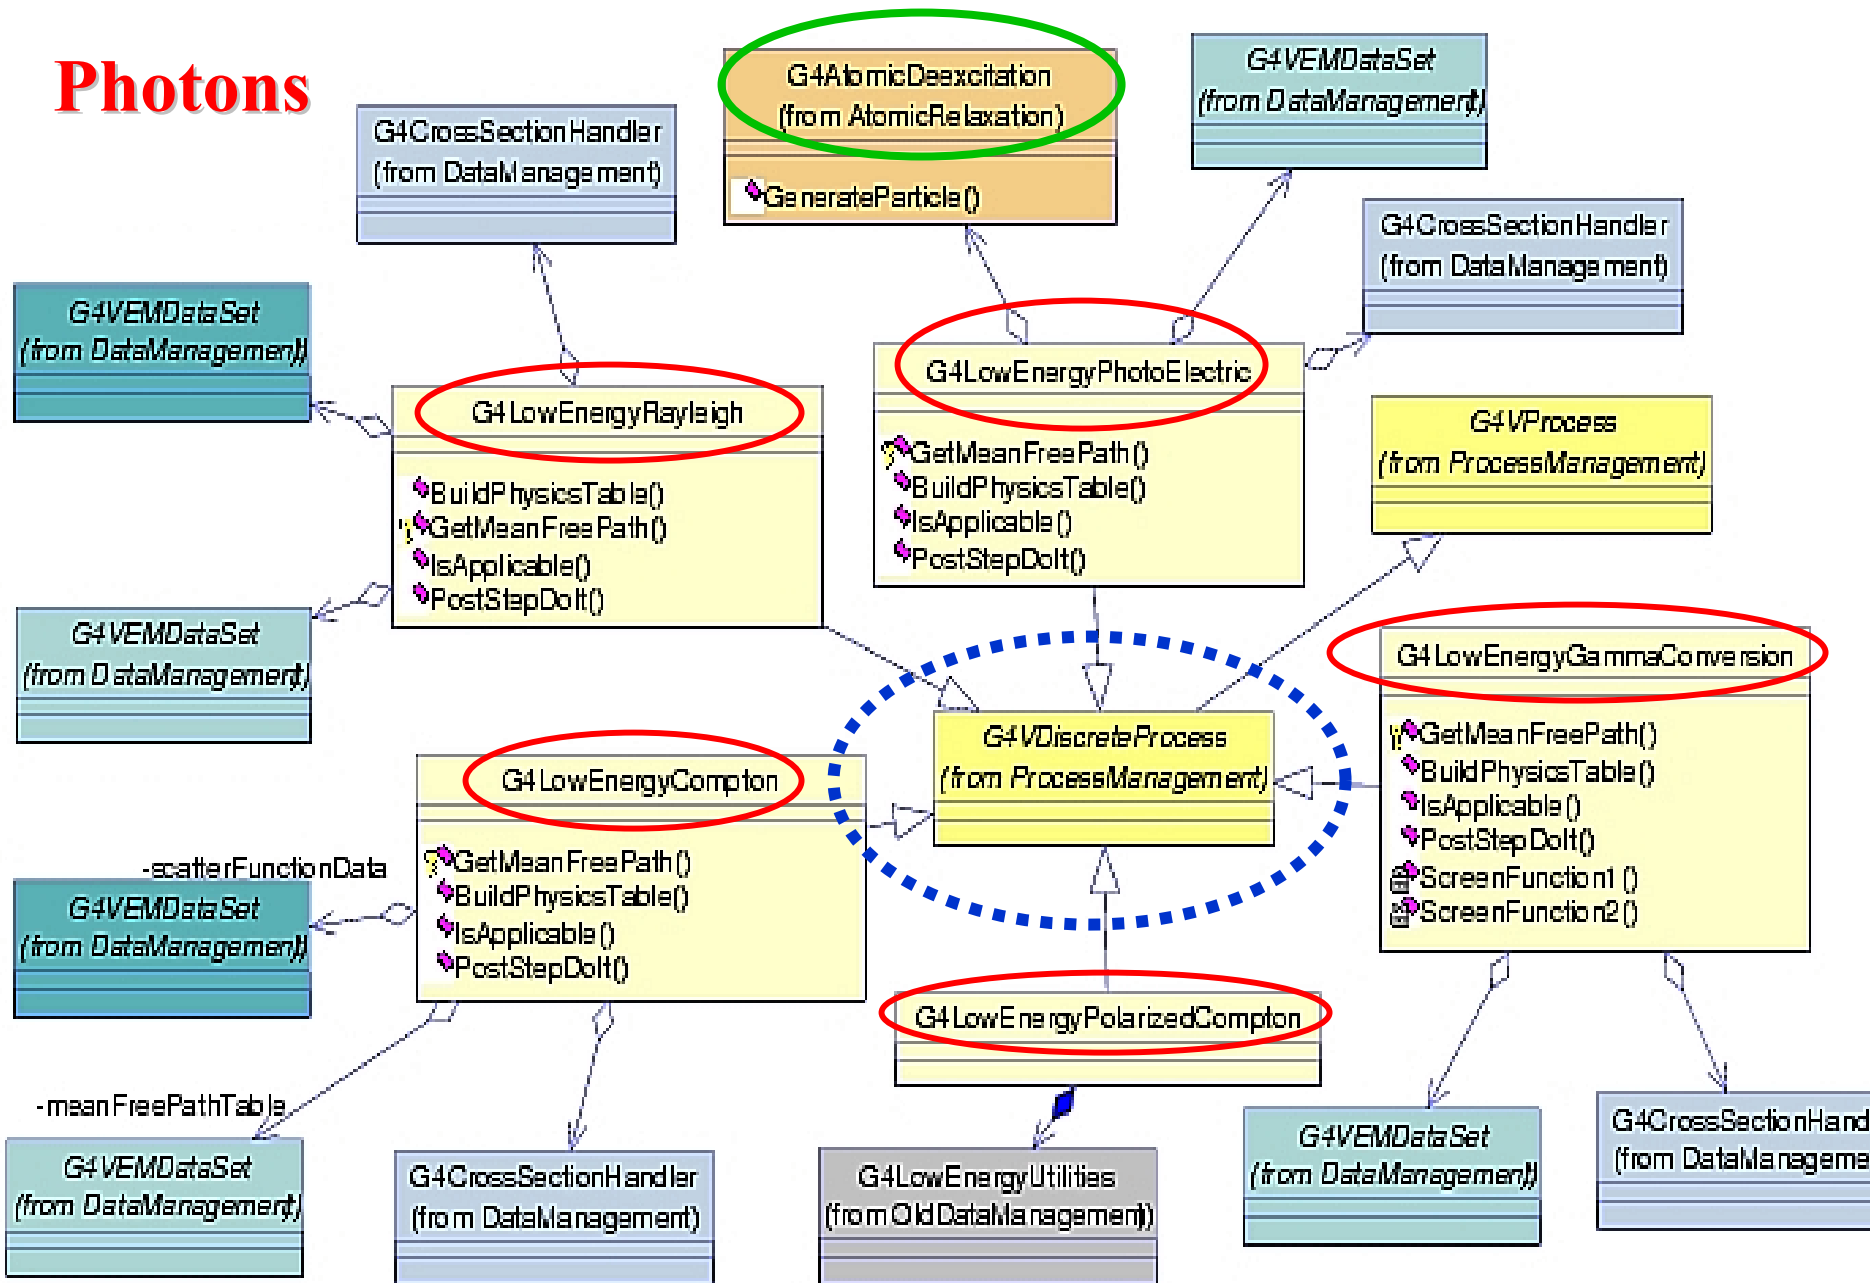 Photons
G4AtomicDeexcitation
(from AtomicRelaxation)
GenerateParticle()
G4VEMDataSet
(from DataManagement)
G4CrossSectionHandler
(from DataManagement)
G4CrossSectionHandler
(from DataManagement)
G4VEMDataSet
(from DataManagement)
G4LowEnergyPhotoElectric
GetMeanFreePath()
BuildPhysicsTable()
IsApplicable()
PostStepDoIt()
G4LowEnergyRayleigh
BuildPhysicsTable()
GetMeanFreePath()
IsApplicable()
PostStepDoIt()
G4VProcess
(from ProcessManagement)
G4VEMDataSet
(from DataManagement)
G4LowEnergyGammaConversion
GetMeanFreePath()
BuildPhysicsTable()
IsApplicable()
PostStepDoIt()
ScreenFunction1()
ScreenFunction2()
G4VDiscreteProcess
(from ProcessManagement)
G4LowEnergyCompton
GetMeanFreePath()
BuildPhysicsTable()
IsApplicable()
PostStepDoIt()
-scatterFunctionData
G4VEMDataSet
(from DataManagement)
G4LowEnergyPolarizedCompton
-meanFreePathTable
G4VEMDataSet
(from DataManagement)
G4CrossSectionHandler
(from DataManagement)
G4LowEnergyUtilities
(from OldDataManagement)
G4VEMDataSet
(from DataManagement)
G4CrossSectionHand
(from DataManageme